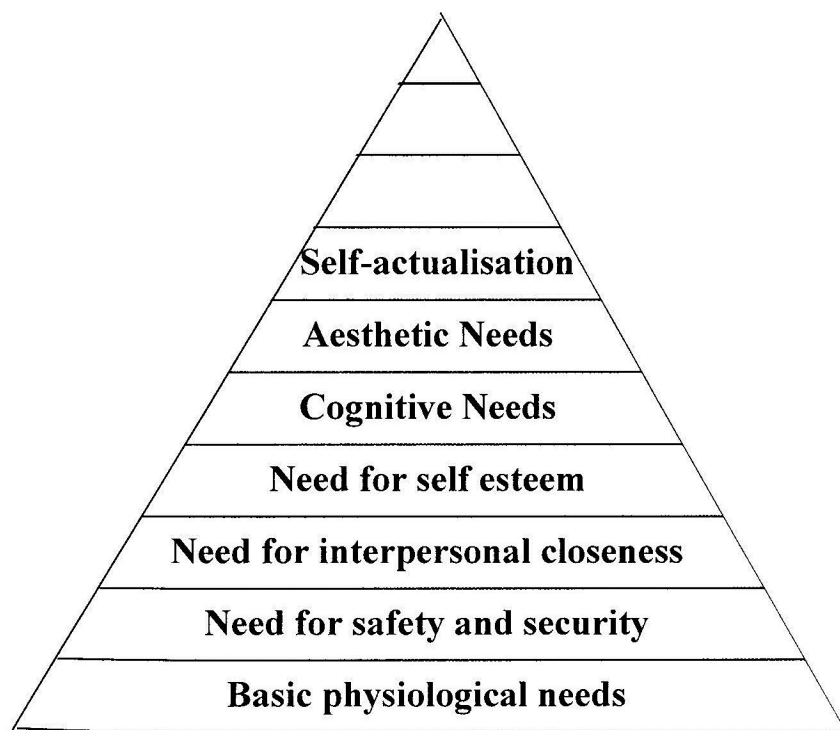 Self-actualisation
Aesthetic Needs
Cognitive Needs
Need for self esteem
Need for interpersonal closeness
Need for safety and security
Basic physiological needs